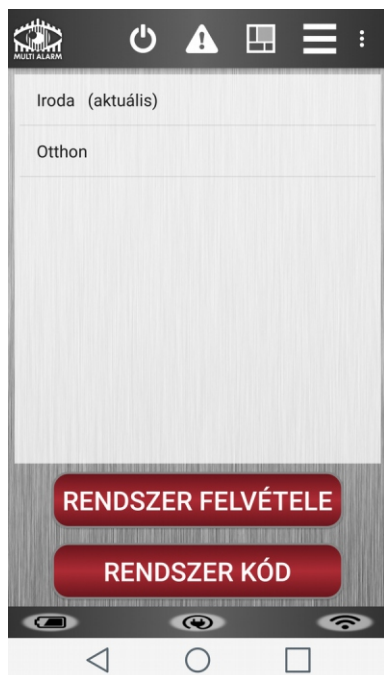 MULTI ALARM
Iroda (aktuális)
Otthon
RENDSZER FELVÉTELE
RENDSZER KÓD